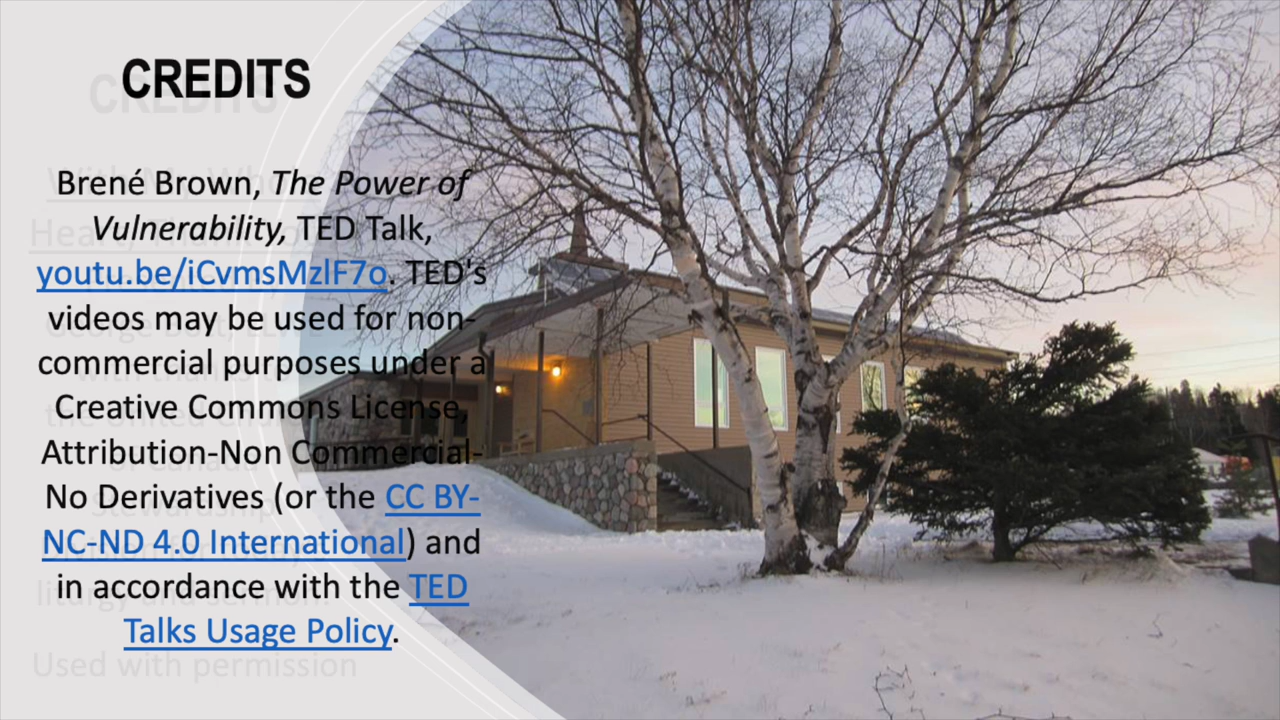 CREDITS
Brené Brown, The Power of
Vulnerability, TED Talk,
youtu.be/iCvmsMzlF7o. TED's
videos may be used for non-
commercial purposes under a
Creative Commons License,
Attribution-Non Commercial-
No Derivatives (or the CC BY-
NC-ND 4.0 International) and
in accordance with the TED
Talks Usage Policy.
Used with permission